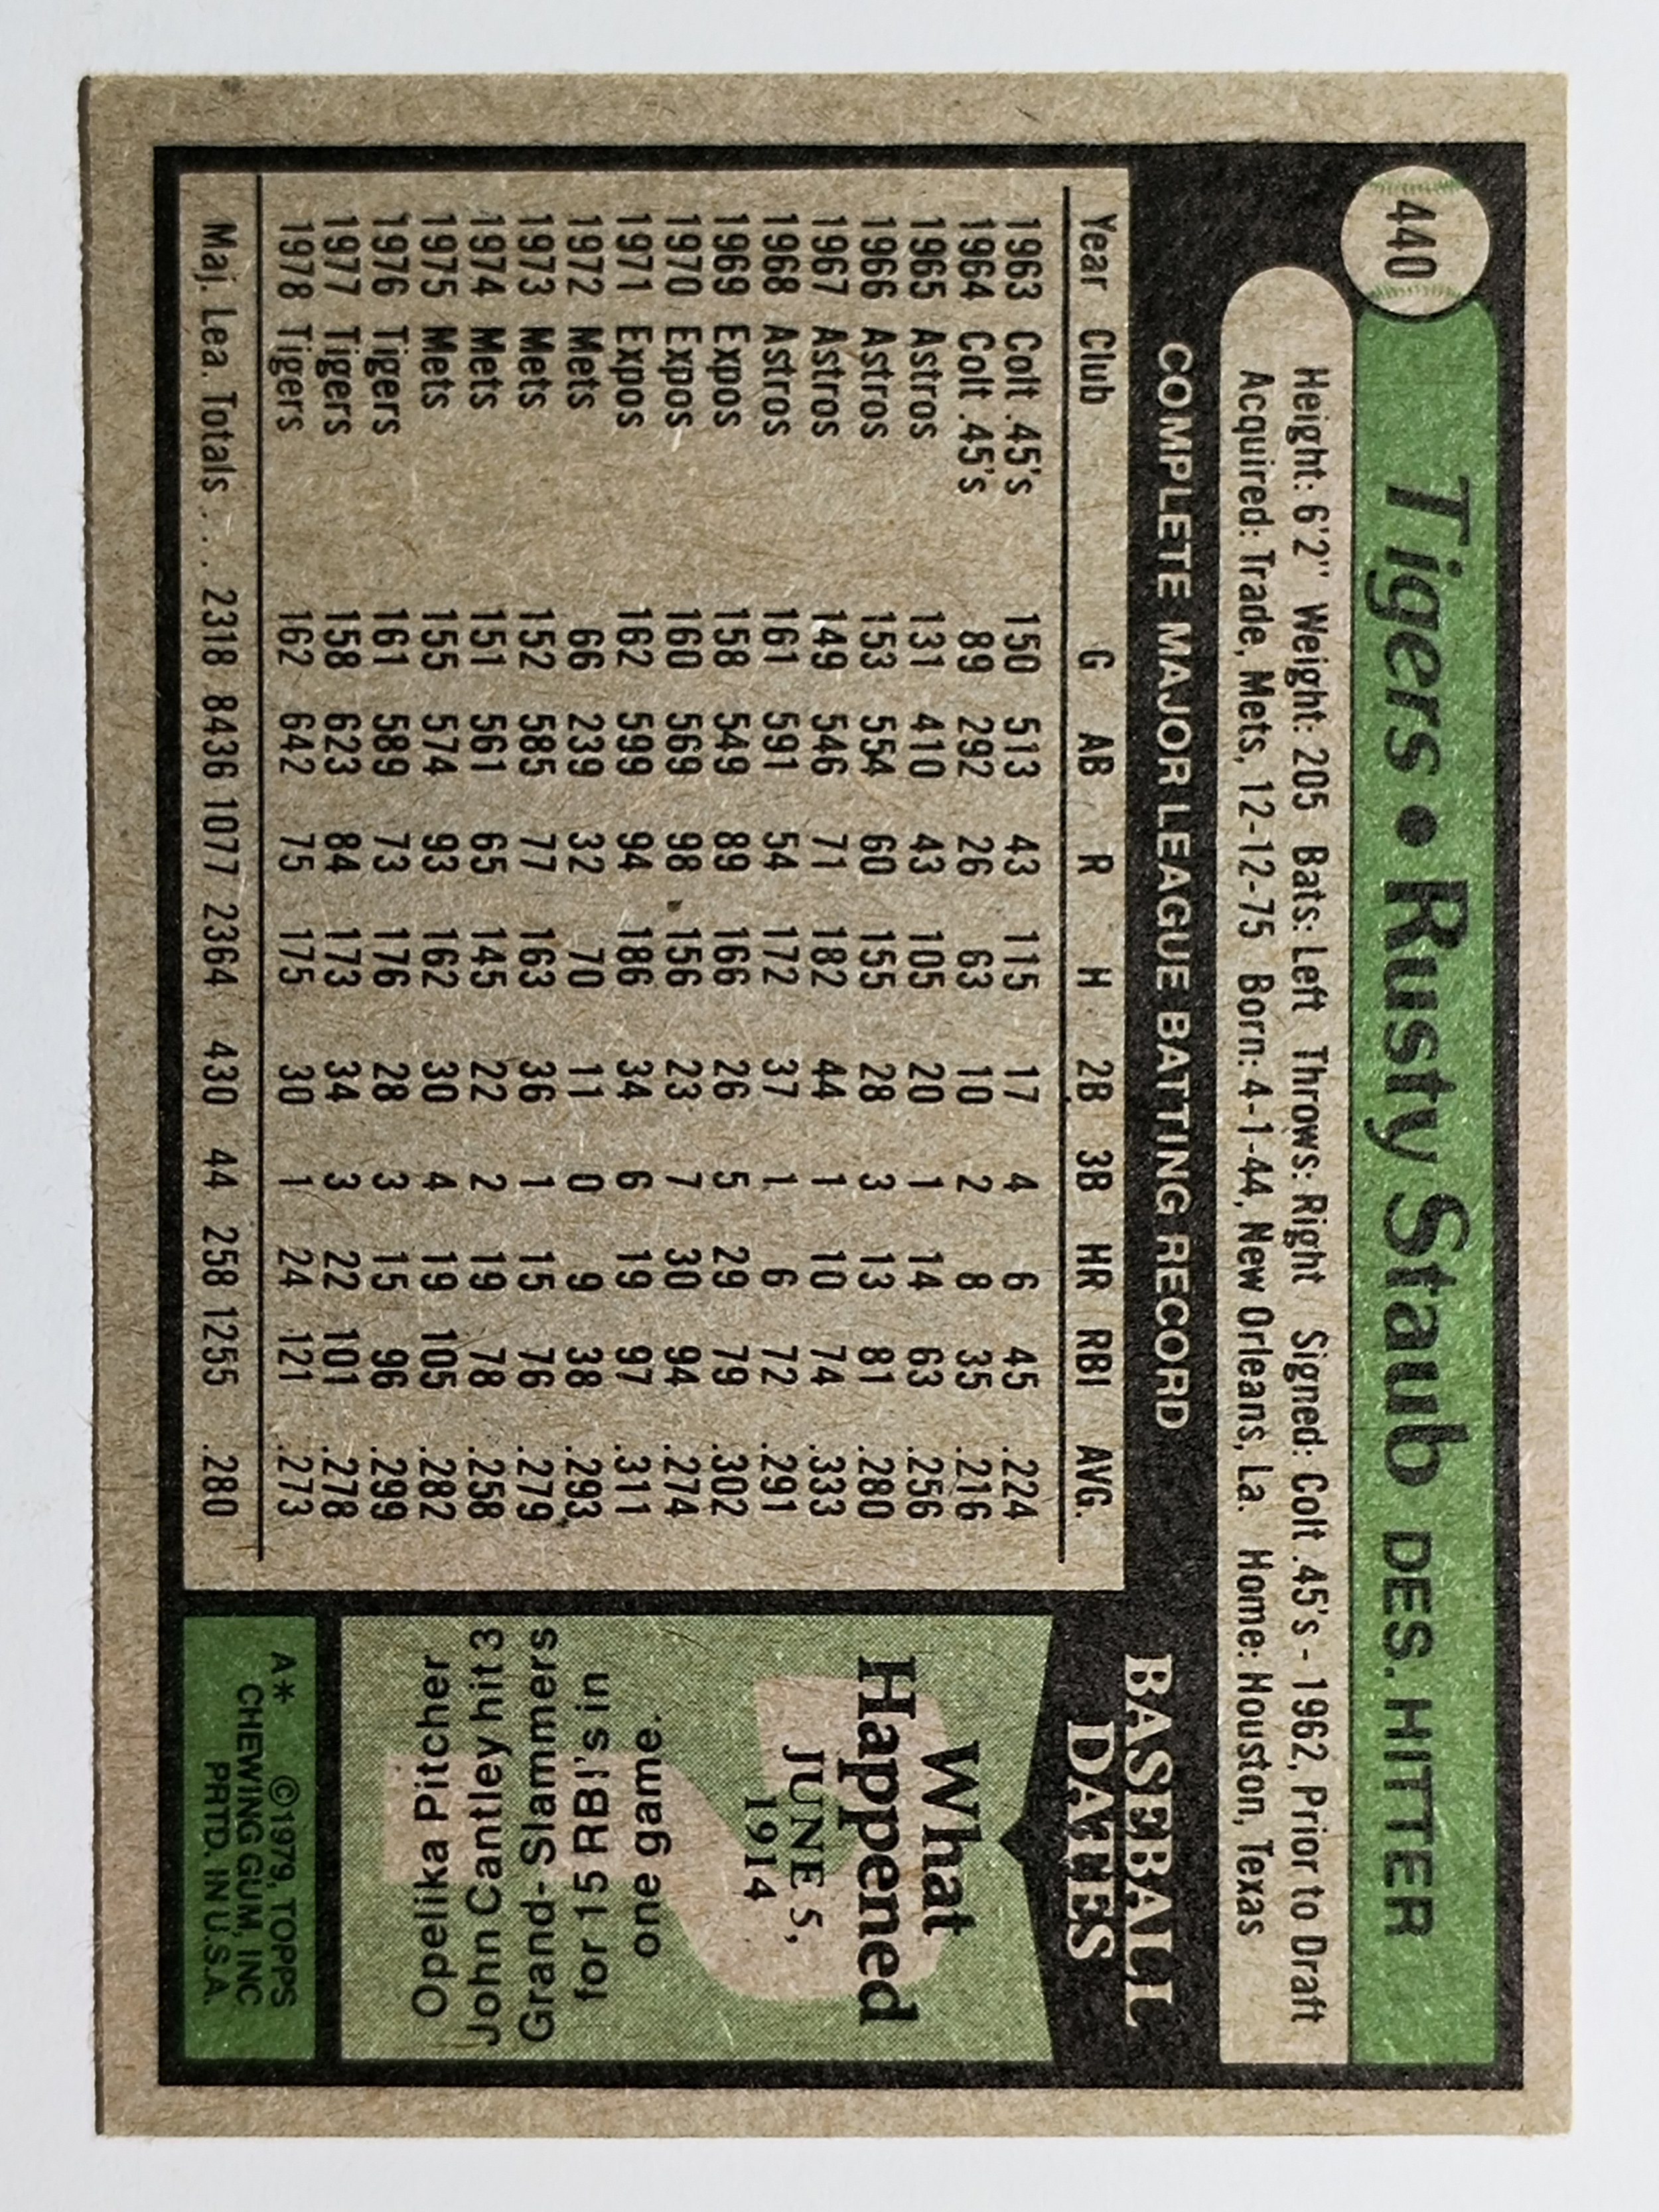 440
Tigers • Rusty Staub DES. HITTER
Height: 6'2" Weight: 205 Bats: Left Throws: Right Signed: Colt .45's - 1962, Prior to Draft
Acquired: Trade, Mets, 12-12-75 Born: 4-1-44, New Orleans, La. Home: Houston, Texas
COMPLETE MAJOR LEAGUE BATTING RECORD
Year Club G AB R H 2B 3B HR RBI AVG.
1963 Colt .45's 150 513 43 115 17 4 6 45 .224
1964 Colt .45's 89 292 26 63 10 2 8 35 .216
1965 Astros 131 410 43 105 20 1 14 63 .256
1966 Astros 153 554 60 155 28 3 13 81 .280
1967 Astros 149 546 71 182 44 1 10 74 .333
1968 Astros 161 591 54 172 37 1 6 72 .291
1969 Expos 158 549 89 166 26 5 29 79 .302
1970 Expos 160 569 98 156 23 7 30 94 .274
1971 Expos 162 599 94 186 34 6 19 97 .311
1972 Mets 66 239 32 70 11 0 9 38 .293
1973 Mets 152 585 77 163 36 1 15 76 .279
1974 Mets 151 561 65 145 22 2 19 78 .258
1975 Mets 155 574 93 162 30 4 19 105 .282
1976 Tigers 161 589 73 176 28 3 15 96 .299
1977 Tigers 158 623 84 173 34 3 22 101 .278
1978 Tigers 162 642 75 175 30 1 24 121 .273
Maj. Lea. Totals . . . 2318 8436 1077 2364 430 44 258 1255 .280
BASEBALL
DATES
What
Happened
JUNE 5,
1914
Opelika Pitcher
John Cantley hit 3
Grand-Slammers
for 15 RBI's in
one game.
A* ©1979, TOPPS
CHEWING GUM, INC
PRTD. IN U.S.A.